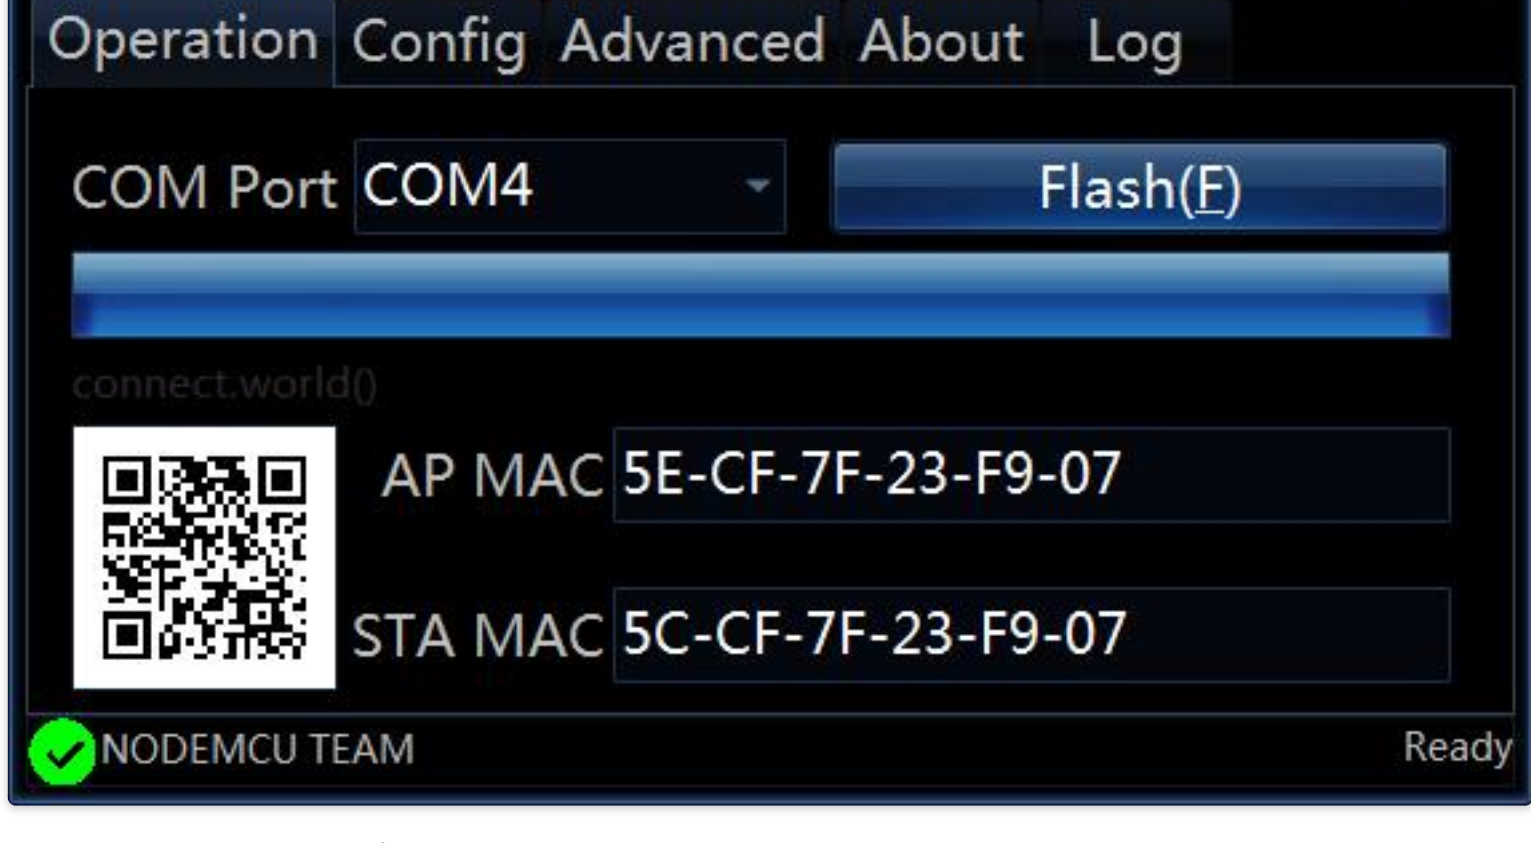 Operation Config Advanced About Log
COM Port COM4 Flash(F)
connect.world()
AP MAC 5E-CF-7F-23-F9-07
STA MAC 5C-CF-7F-23-F9-07
NODEMCU TEAM Ready